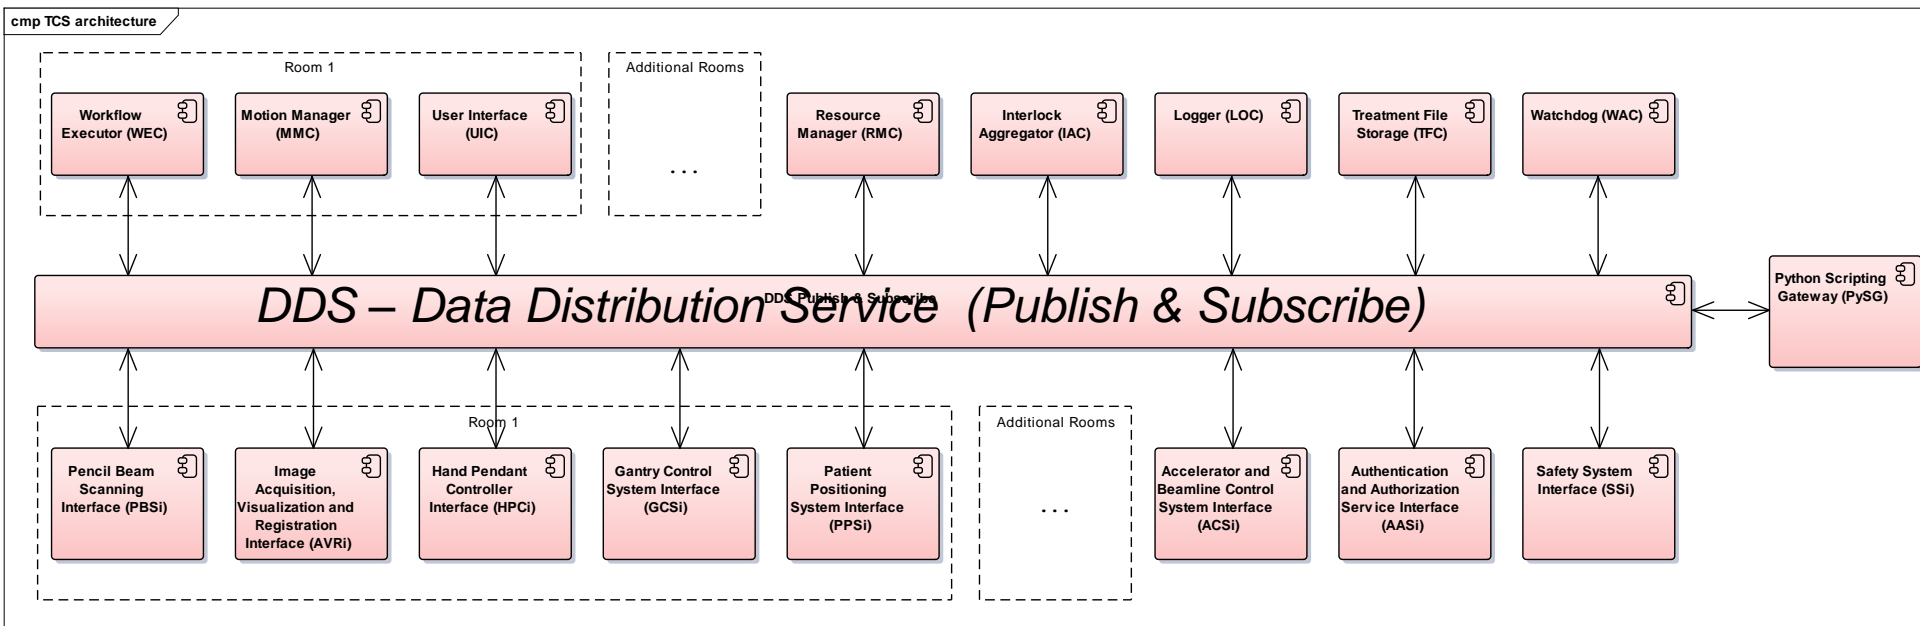 cmp TCS architecture
Room 1
Additional Rooms
Workflow
Executor (WEC)
Motion Manager
(MMC)
User Interface
(UIC)
...
Resource
Manager (RMC)
Interlock
Aggregator (IAC)
Logger (LOC)
Treatment File
Storage (TFC)
Watchdog (WAC)
DDS – Data Distribution Service (Publish & Subscribe)
DDS Publish & Subscribe
Python Scripting
Gateway (PySG)
Room 1
Additional Rooms
Pencil Beam
Scanning
Interface (PBSi)
Image
Acquisition,
Visualization and
Registration
Interface (AVRi)
Hand Pendant
Controller
Interface (HPCi)
Gantry Control
System Interface
(GCSi)
Patient
Positioning
System Interface
(PPSi)
...
Accelerator and
Beamline Control
System Interface
(ACSi)
Authentication
and Authorization
Service Interface
(AASi)
Safety System
Interface (SSi)